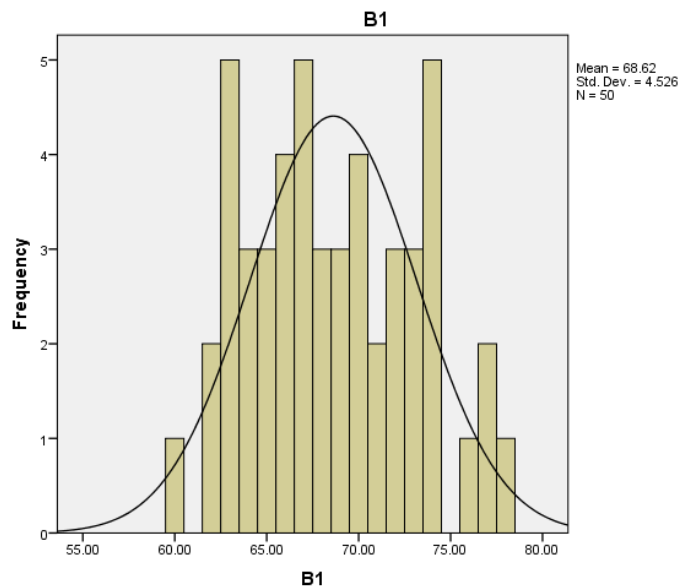 B1
Mean = 68.62
Std. Dev. = 4.526
N = 50
Frequency
5
4
3
2
1
0
55.00 60.00 65.00 70.00 75.00 80.00
B1